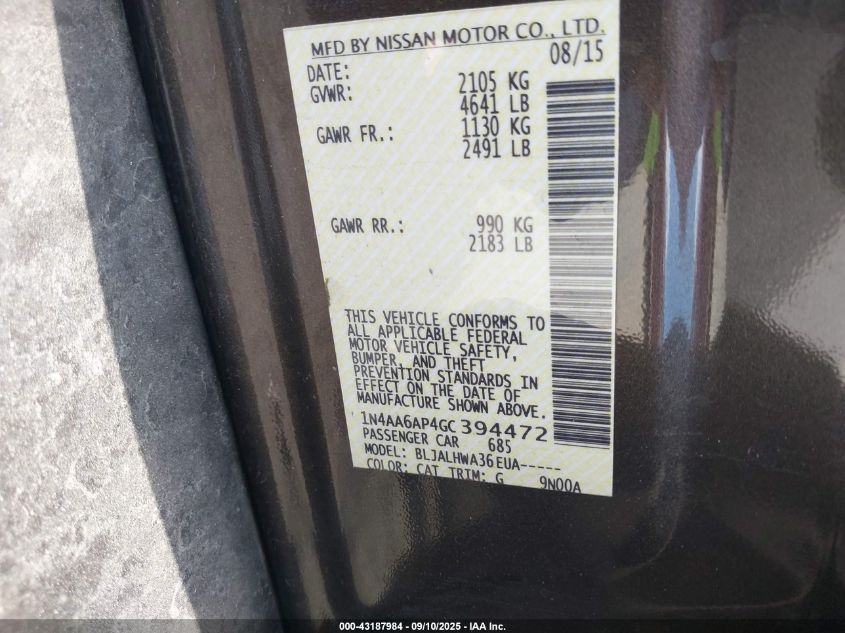 MFD BY NISSAN MOTOR CO., LTD.
DATE: 08/15
GVWR: 2105 KG
4641 LB
GAWR FR.: 1130 KG
2491 LB
GAWR RR.: 990 KG
2183 LB
THIS VEHICLE CONFORMS TO
ALL APPLICABLE FEDERAL
MOTOR VEHICLE SAFETY,
BUMPER, AND THEFT
PREVENTION STANDARDS IN
EFFECT ON THE DATE OF
MANUFACTURE SHOWN ABOVE.
1N4AA6AP4GC394472
PASSENGER CAR 685
MODEL: BLJALHWA36EUA-----
COLOR: CAT TRIM: G 9N00A
000-43187984 - 09/10/2025 - IAA Inc.